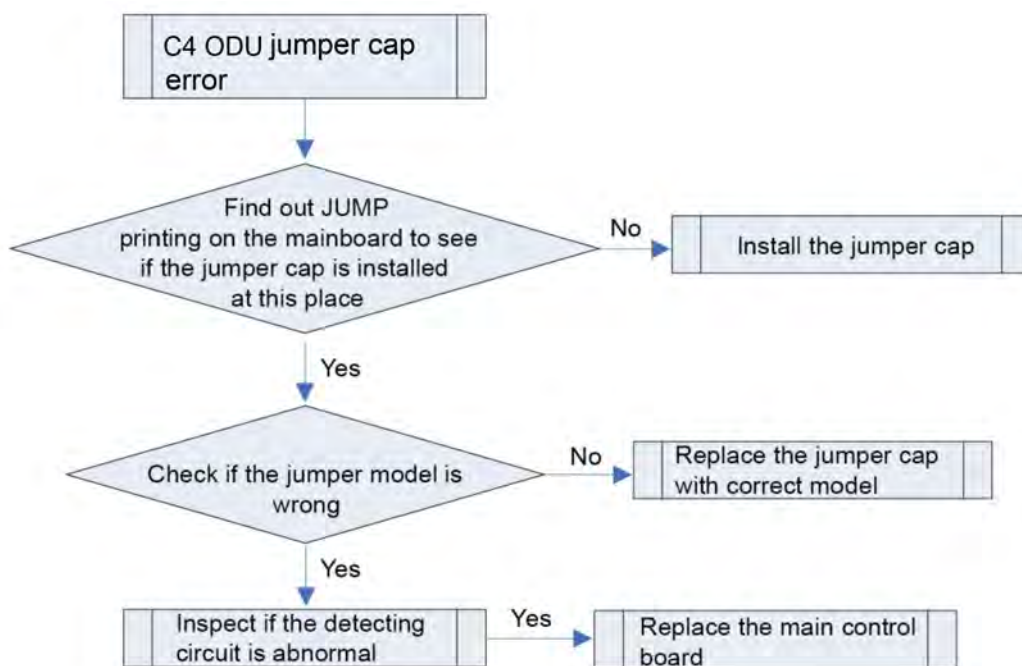 C4 ODU jumper cap
error
Find out JUMP
printing on the mainboard to see
if the jumper cap is installed
at this place
No
Install the jumper cap
Yes
Check if the jumper model is
wrong
No
Replace the jumper cap
with correct model
Yes
Inspect if the detecting
circuit is abnormal
Yes
Replace the main control
board